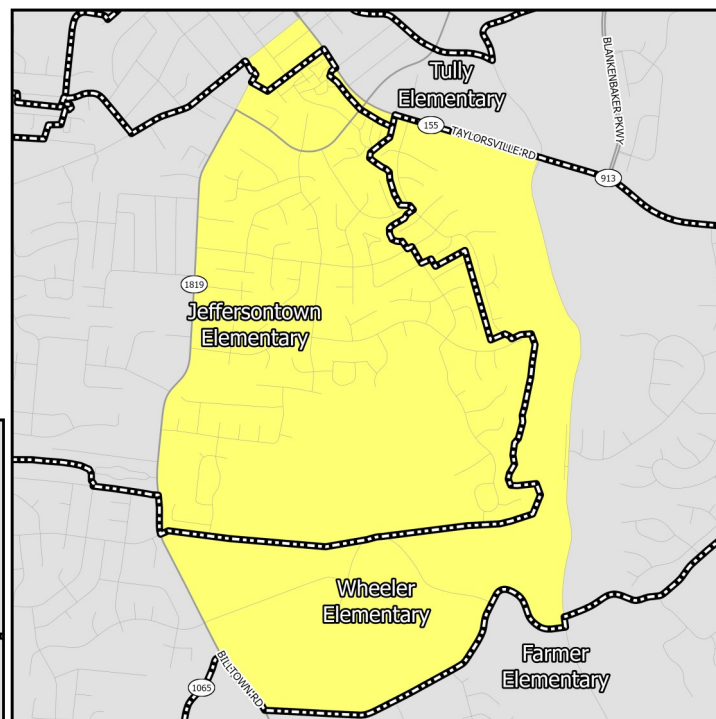 BLANKENBAKER PKWY
Tully
Elementary
155
TAYLORSVILLE RD
913
1819
Jeffersontown
Elementary
Wheeler
Elementary
Farmer
Elementary
BILLTOWN RD
1065